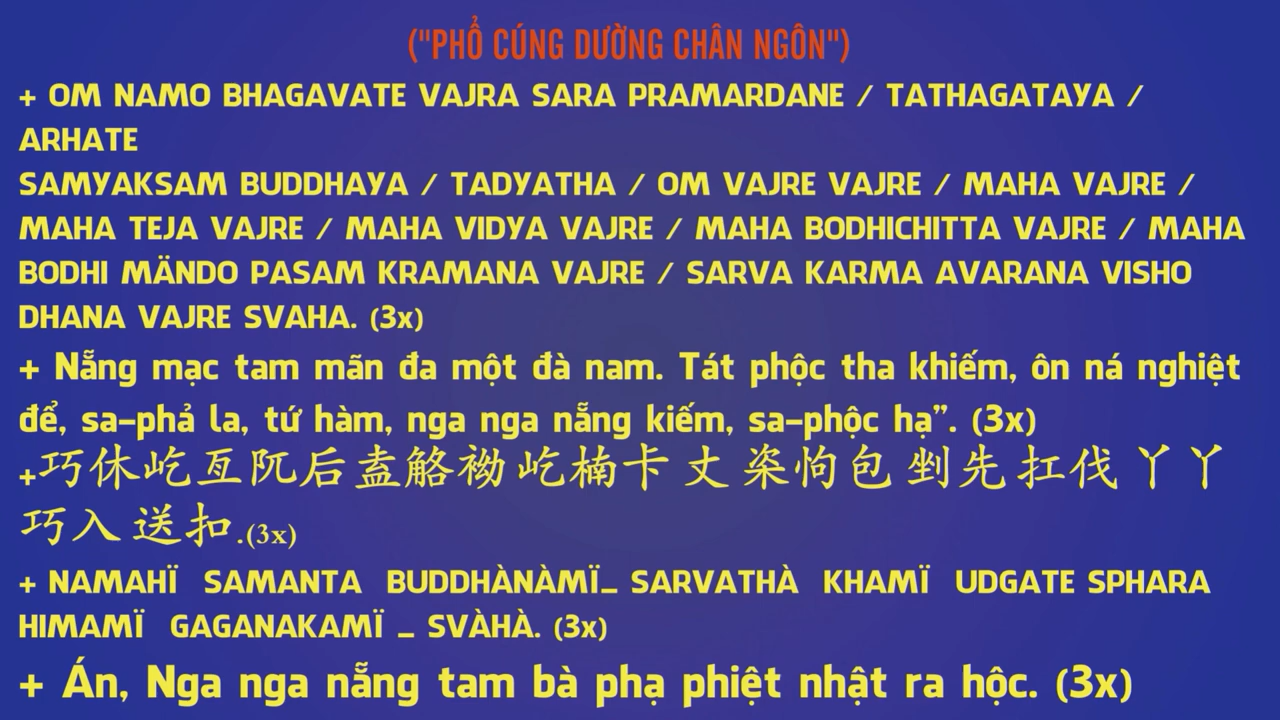 ("PHỔ CÚNG DƯỜNG CHÂN NGÔN")
+ OM NAMO BHAGAVATE VAJRA SARA PRAMARDANE / TATHAGATAYA /
ARHATE
SAMYAKSAM BUDDHAYA / TADYATHA / OM VAJRE VAJRE / MAHA VAJRE /
MAHA TEJA VAJRE / MAHA VIDYA VAJRE / MAHA BODHICHITTA VAJRE / MAHA
BODHI MÄNDO PASAM KRAMANA VAJRE / SARVA KARMA AVARANA VISHO
DHANA VAJRE SVAHA. (3x)
+ Nẵng mạc tam mãn đa một đà nam. Tát phộc tha khiếm, ôn ná nghiệt
để, sa-phả la, tứ hàm, nga nga nẵng kiếm, sa-phộc hạ”. (3x)
+巧休屹亙阢后盍觡袎屹楠卡丈 楶怐包 剉先扛伐丫丫
巧入送扣.(3x)
+ NAMAHÏ SAMANTA BUDDHÀNÀMÏ_ SARVATHÀ KHAMÏ UDGATE SPHARA
HIMAMÏ GAGANAKAMÏ _ SVÀHÀ. (3x)
+ Án, Nga nga nẵng tam bà phạ phiệt nhật ra hộc. (3x)